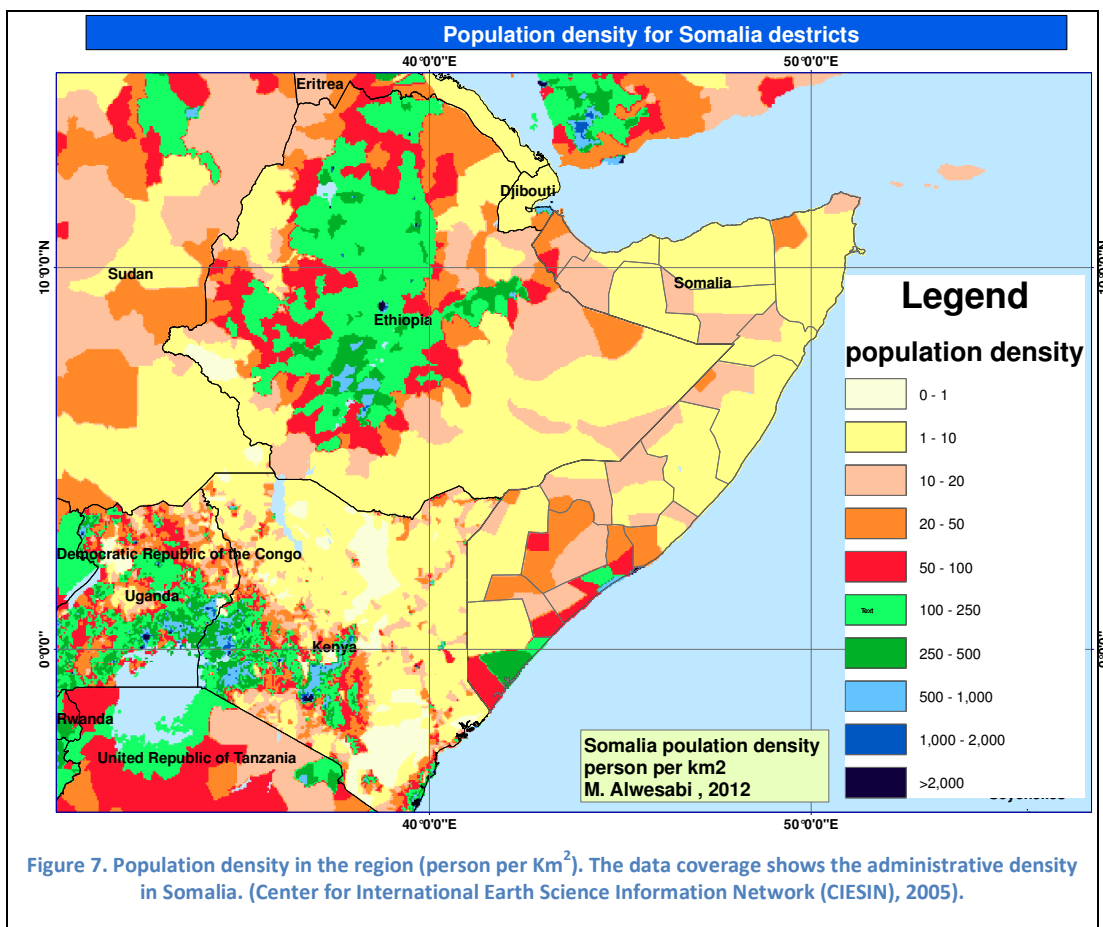 Population density for Somalia destricts
40°0'0"E
50°0'0"E
Eritrea
Djibouti
10°0'0"N
Sudan
Somalia
Ethiopia
Legend
population density
0 - 1
1 - 10
10 - 20
20 - 50
50 - 100
Text
100 - 250
250 - 500
500 - 1,000
1,000 - 2,000
>2,000
Democratic Republic of the Congo
Uganda
Kenya
0°0'0"
Rwanda
United Republic of Tanzania
Somalia poulation density
person per km2
M. Alwesabi , 2012
40°0'0"E
50°0'0"E
Figure 7. Population density in the region (person per Km²). The data coverage shows the administrative density
in Somalia. (Center for International Earth Science Information Network (CIESIN), 2005).